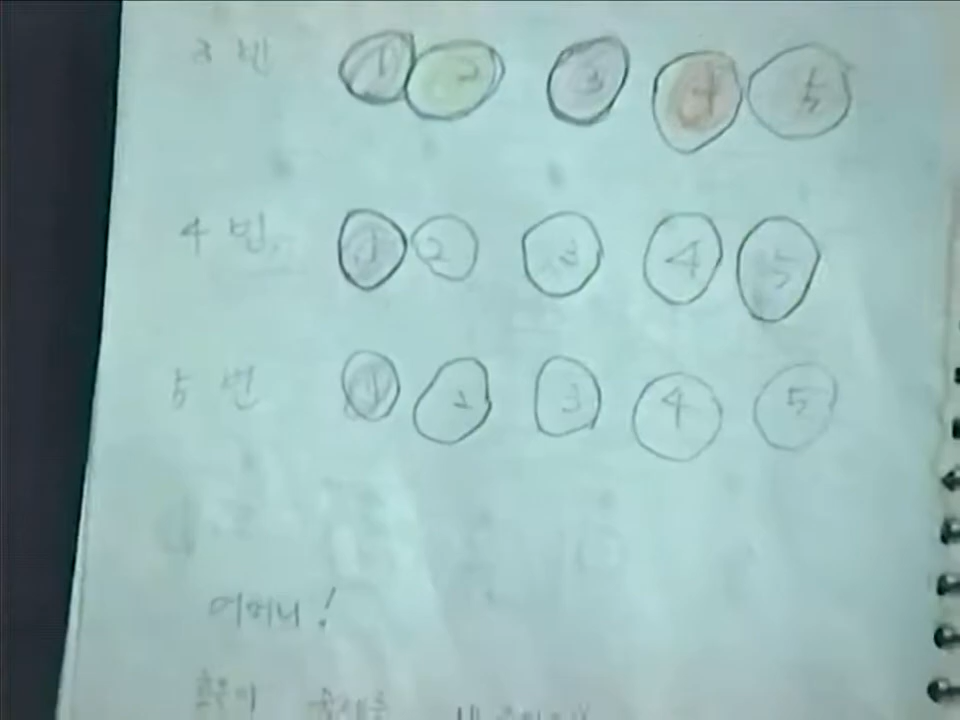 3 번 ① ② ③ ④ ⑤
4 번 ① ② ③ ④ ⑤
5 번 ① ② ③ ④ ⑤
어머니!